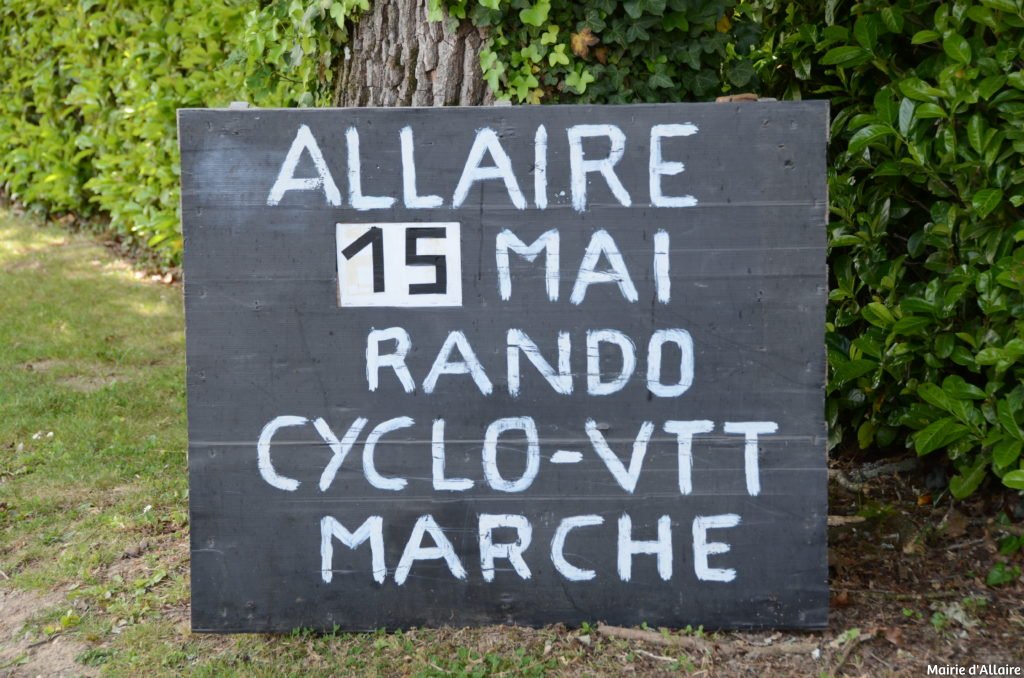 ALLAIRE
15 MAI
RANDO
CYCLO-VTT
MARCHE
Mairie d'Allaire